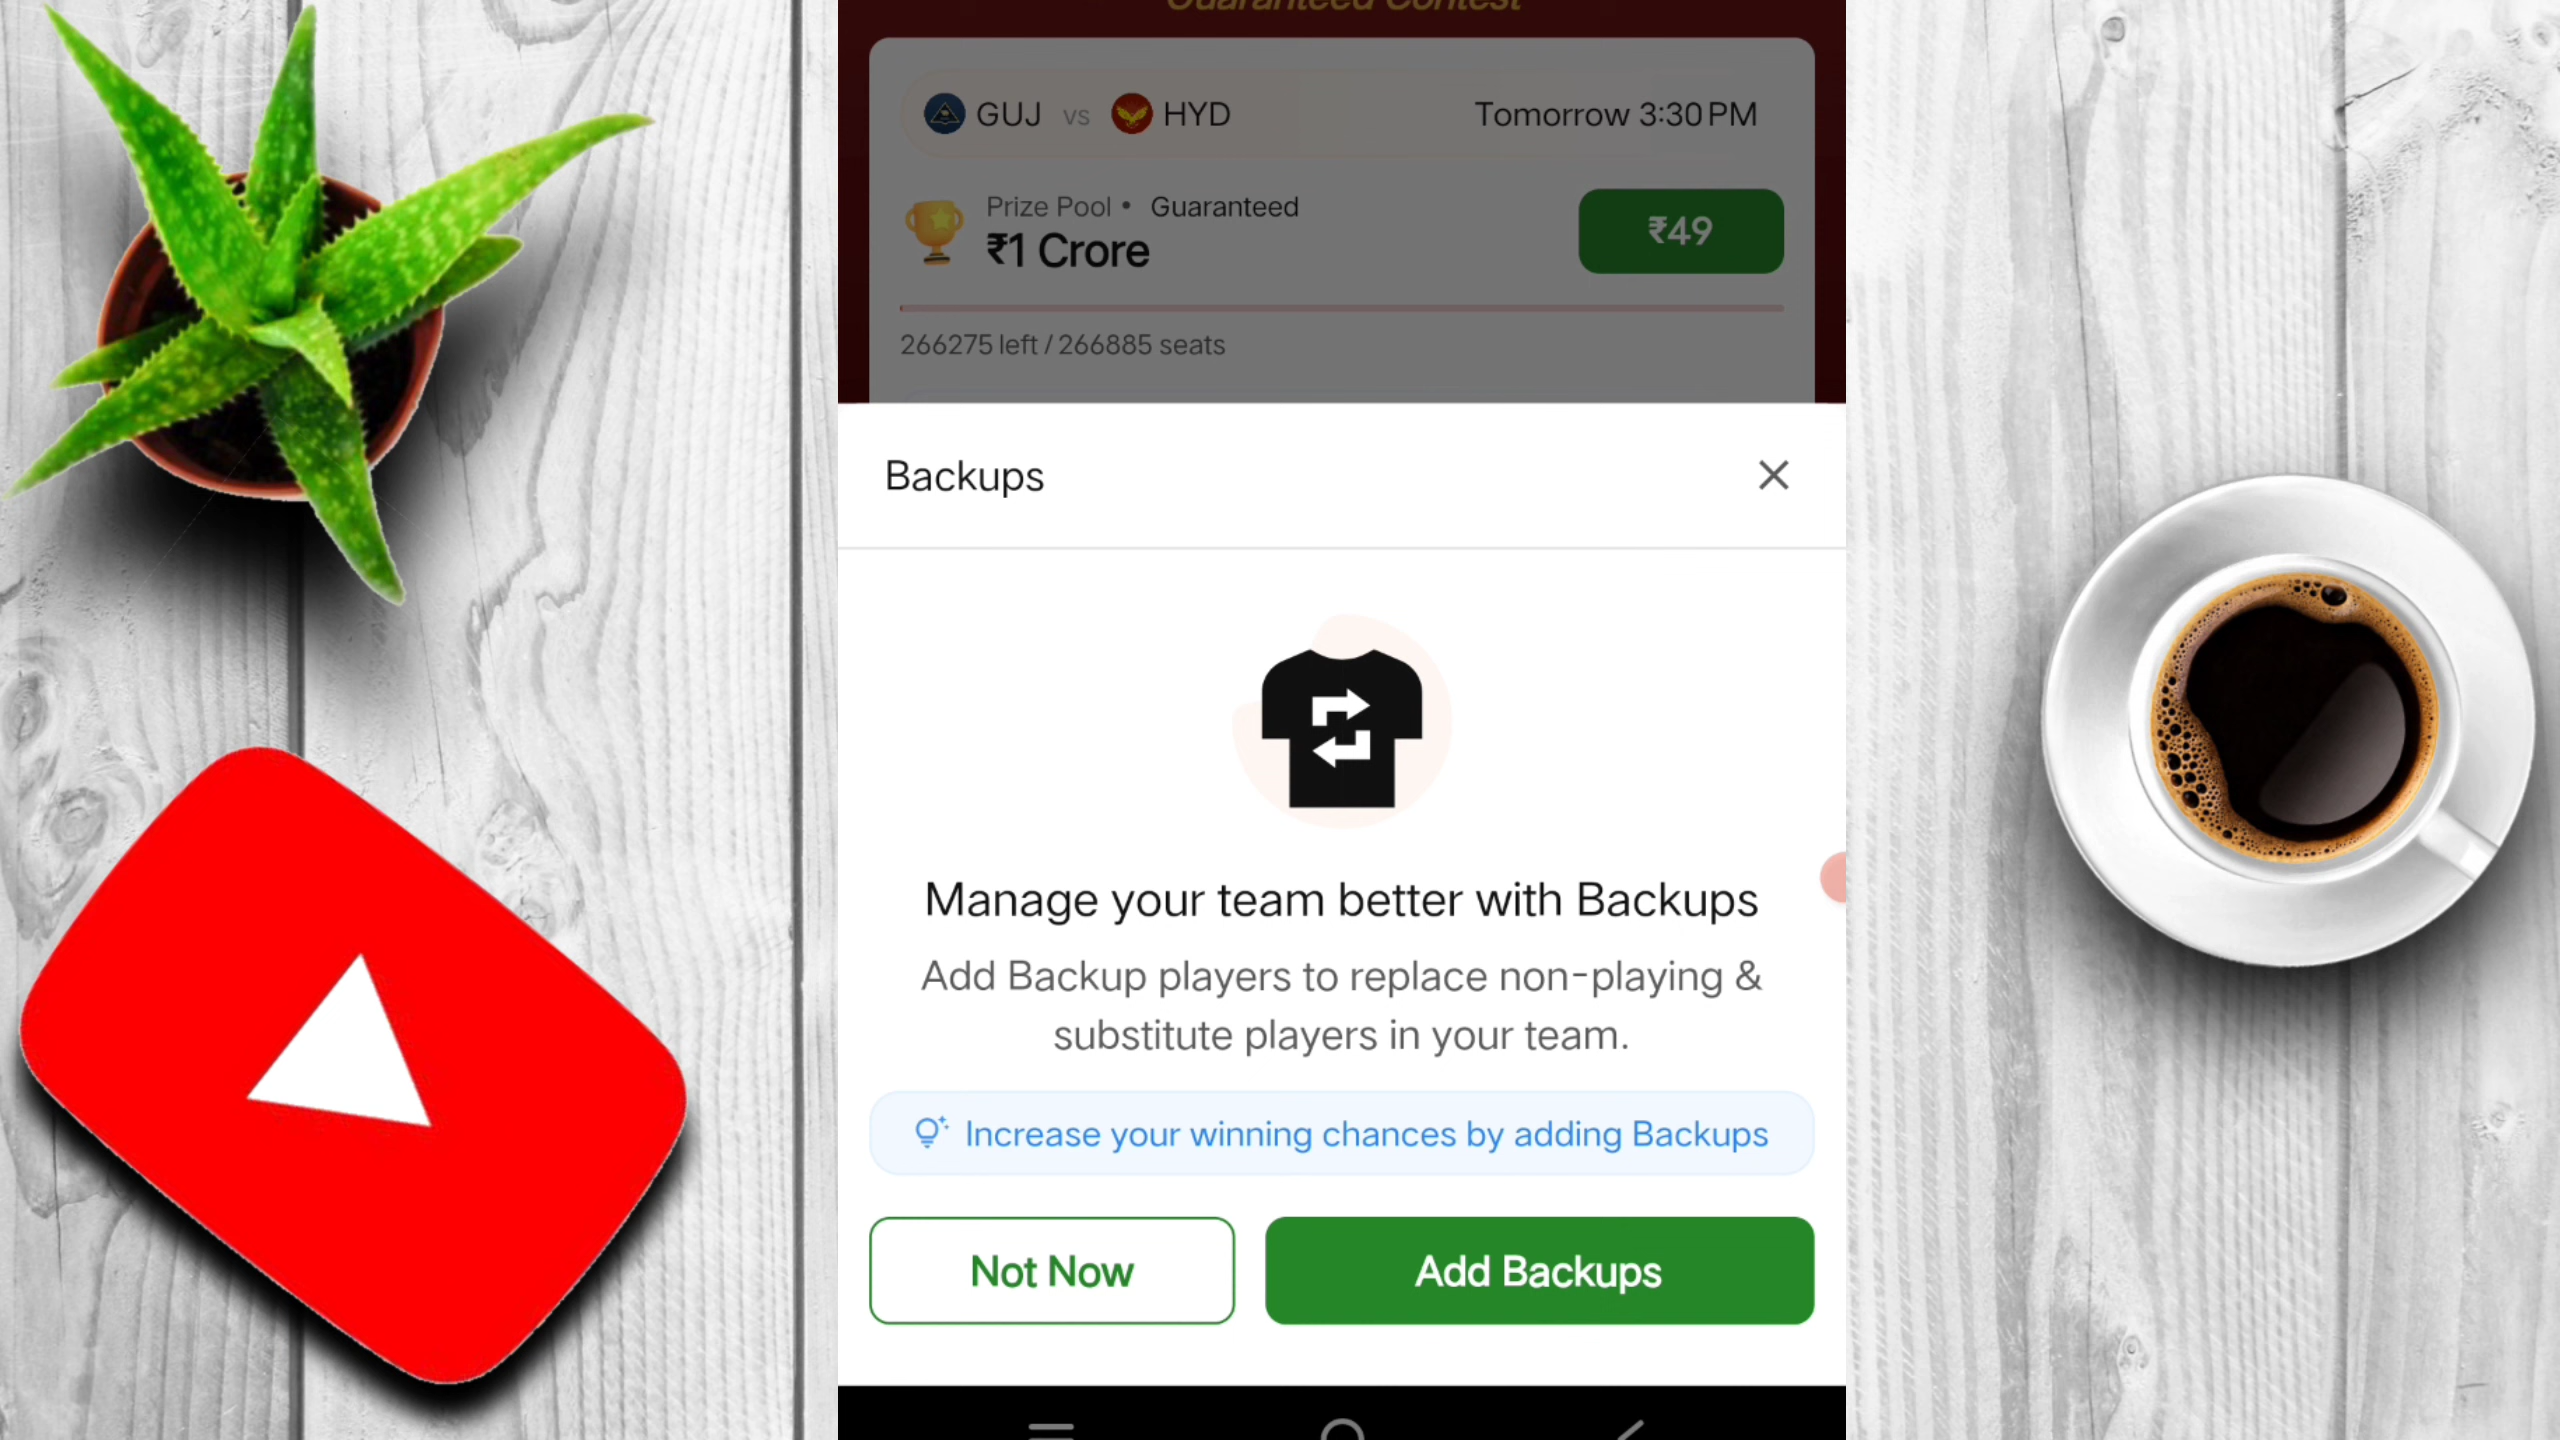 Guaranteed Contest
GUJ vs HYD Tomorrow 3:30 PM
Prize Pool • Guaranteed
₹1 Crore
₹49
266275 left / 266885 seats
Backups
Manage your team better with Backups
Add Backup players to replace non-playing &
substitute players in your team.
Increase your winning chances by adding Backups
Not Now
Add Backups